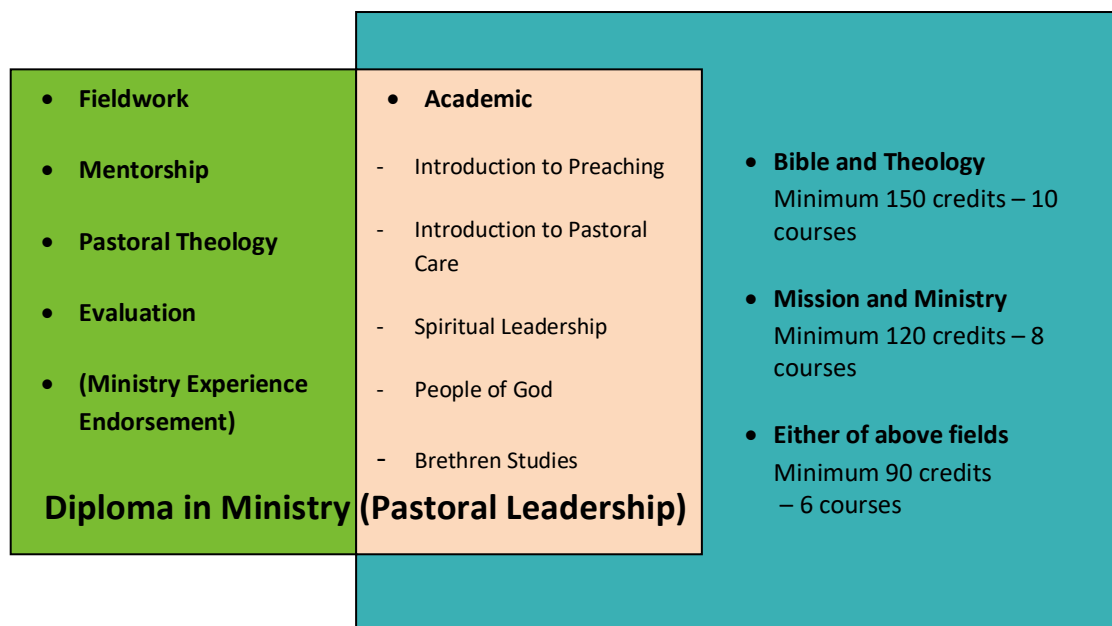 • Fieldwork
• Mentorship
• Pastoral Theology
• Evaluation
• (Ministry Experience
Endorsement)
• Academic
- Introduction to Preaching
- Introduction to Pastoral
Care
- Spiritual Leadership
- People of God
- Brethren Studies
Diploma in Ministry (Pastoral Leadership)
• Bible and Theology
Minimum 150 credits – 10
courses
• Mission and Ministry
Minimum 120 credits – 8
courses
• Either of above fields
Minimum 90 credits
– 6 courses